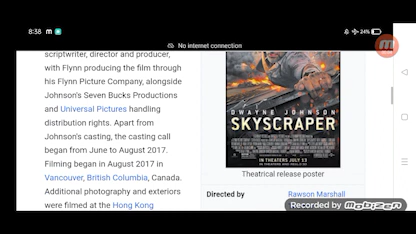 8:38
24%
No internet connection
scriptwriter, director and producer,
with Flynn producing the film through
his Flynn Picture Company, alongside
Johnson's Seven Bucks Productions
and Universal Pictures handling
distribution rights. Apart from
Johnson's casting, the casting call
began from June to August 2017.
Filming began in August 2017 in
Vancouver, British Columbia, Canada.
Additional photography and exteriors
were filmed at the Hong Kong
DWAYNE JOHNSON
SKYSCRAPER
IN THEATERS JULY 13
Theatrical release poster
Directed by Rawson Marshall
Recorded by Mobizen